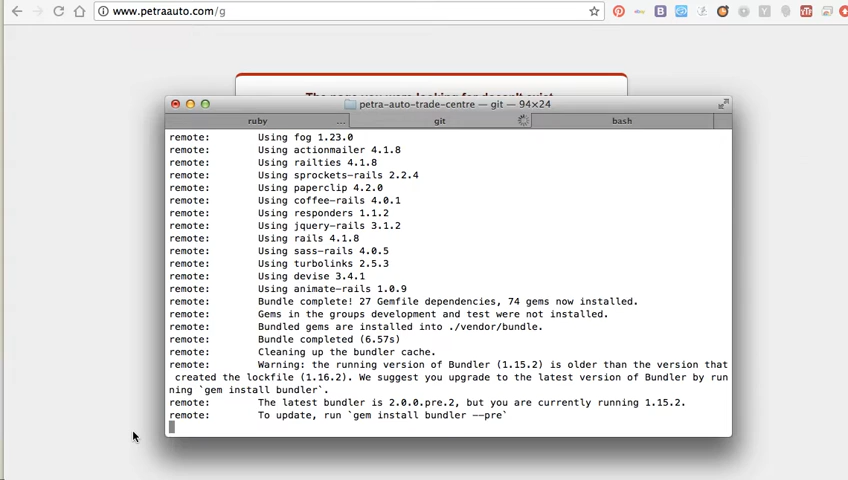 www.petraauto.com/g
The page you were looking for doesn't exist.
petra-auto-trade-centre — git — 94×24
ruby ... git bash
remote: Using fog 1.23.0
remote: Using actionmailer 4.1.8
remote: Using railties 4.1.8
remote: Using sprockets-rails 2.2.4
remote: Using paperclip 4.2.0
remote: Using coffee-rails 4.0.1
remote: Using responders 1.1.2
remote: Using jquery-rails 3.1.2
remote: Using rails 4.1.8
remote: Using sass-rails 4.0.5
remote: Using turbolinks 2.5.3
remote: Using devise 3.4.1
remote: Using animate-rails 1.0.9
remote: Bundle complete! 27 Gemfile dependencies, 74 gems now installed.
remote: Gems in the groups development and test were not installed.
remote: Bundled gems are installed into ./vendor/bundle.
remote: Bundle completed (6.57s)
remote: Cleaning up the bundler cache.
remote: Warning: the running version of Bundler (1.15.2) is older than the version that
created the lockfile (1.16.2). We suggest you upgrade to the latest version of Bundler by run
ning `gem install bundler`.
remote: The latest bundler is 2.0.0.pre.2, but you are currently running 1.15.2.
remote: To update, run `gem install bundler --pre`